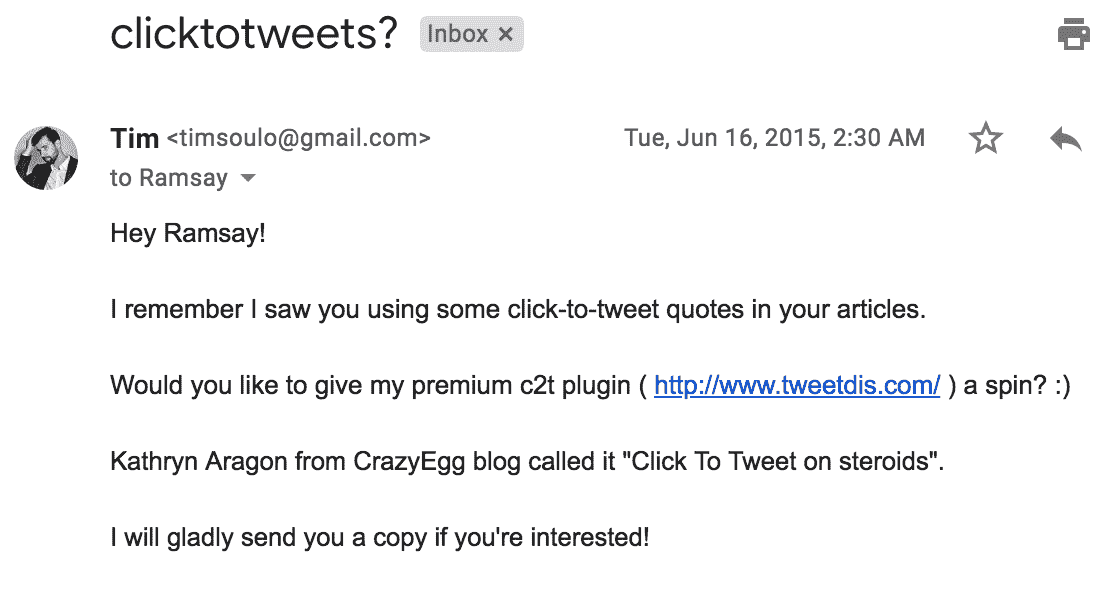 clicktotweets? Inbox ×
Tim <timsoulo@gmail.com> Tue, Jun 16, 2015, 2:30 AM
to Ramsay
Hey Ramsay!
I remember I saw you using some click-to-tweet quotes in your articles.
Would you like to give my premium c2t plugin ( http://www.tweetdis.com/ ) a spin? :)
Kathryn Aragon from CrazyEgg blog called it "Click To Tweet on steroids".
I will gladly send you a copy if you're interested!